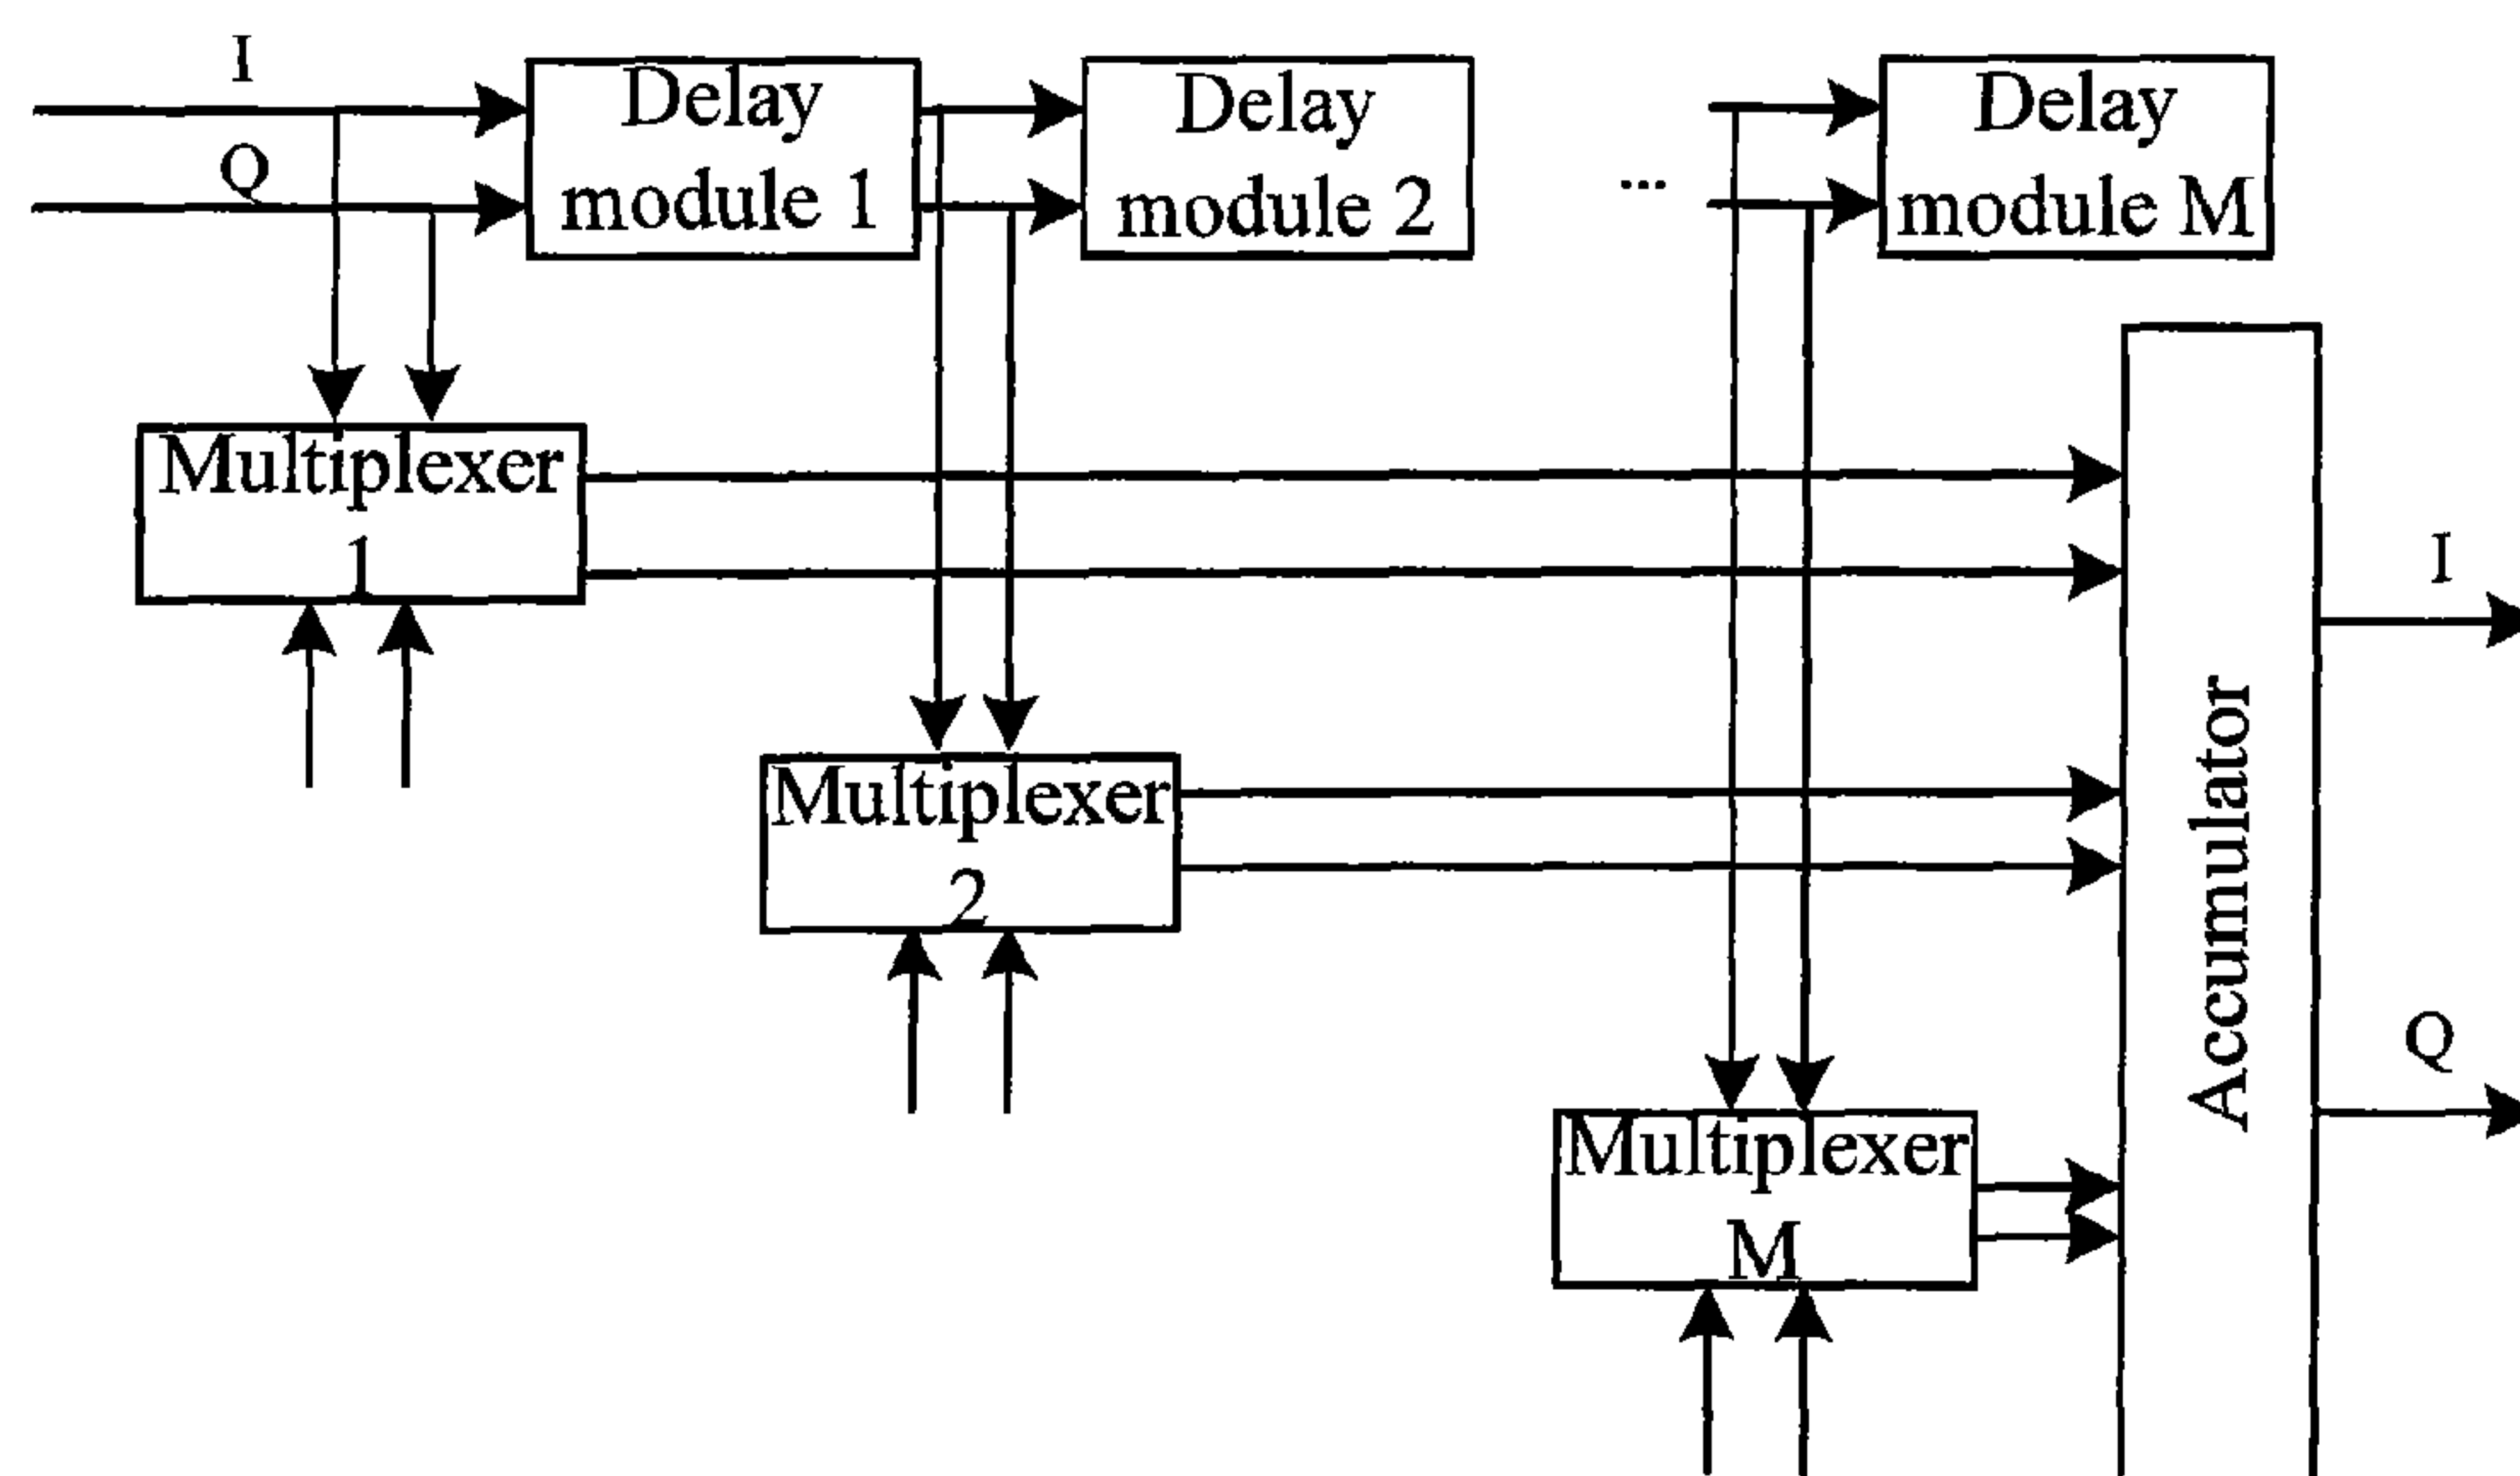 I
Q
Delay
module 1
Delay
module 2
...
Delay
module M
Multiplexer
1
Multiplexer
2
Multiplexer
M
Accumulator
I
Q